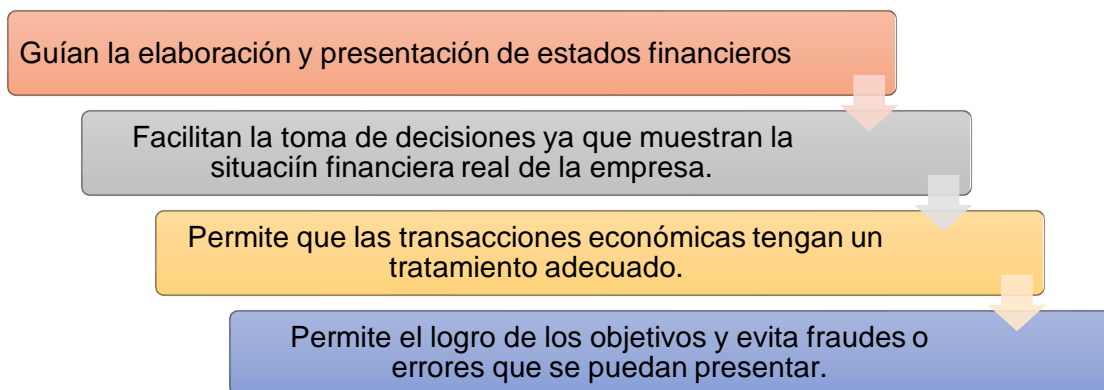 Guían la elaboración y presentación de estados financieros
Facilitan la toma de decisiones ya que muestran la
situaciín financiera real de la empresa.
Permite que las transacciones económicas tengan un
tratamiento adecuado.
Permite el logro de los objetivos y evita fraudes o
errores que se puedan presentar.